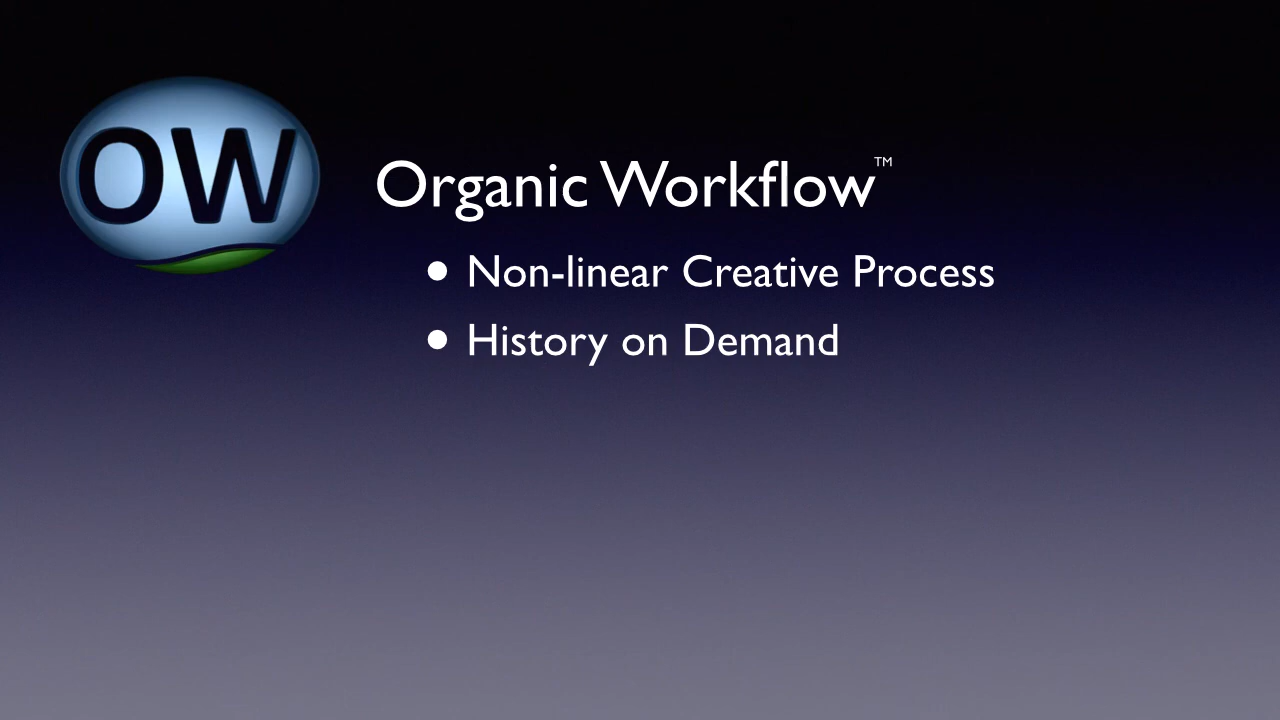 OW
Organic Workflow™
• Non-linear Creative Process
• History on Demand